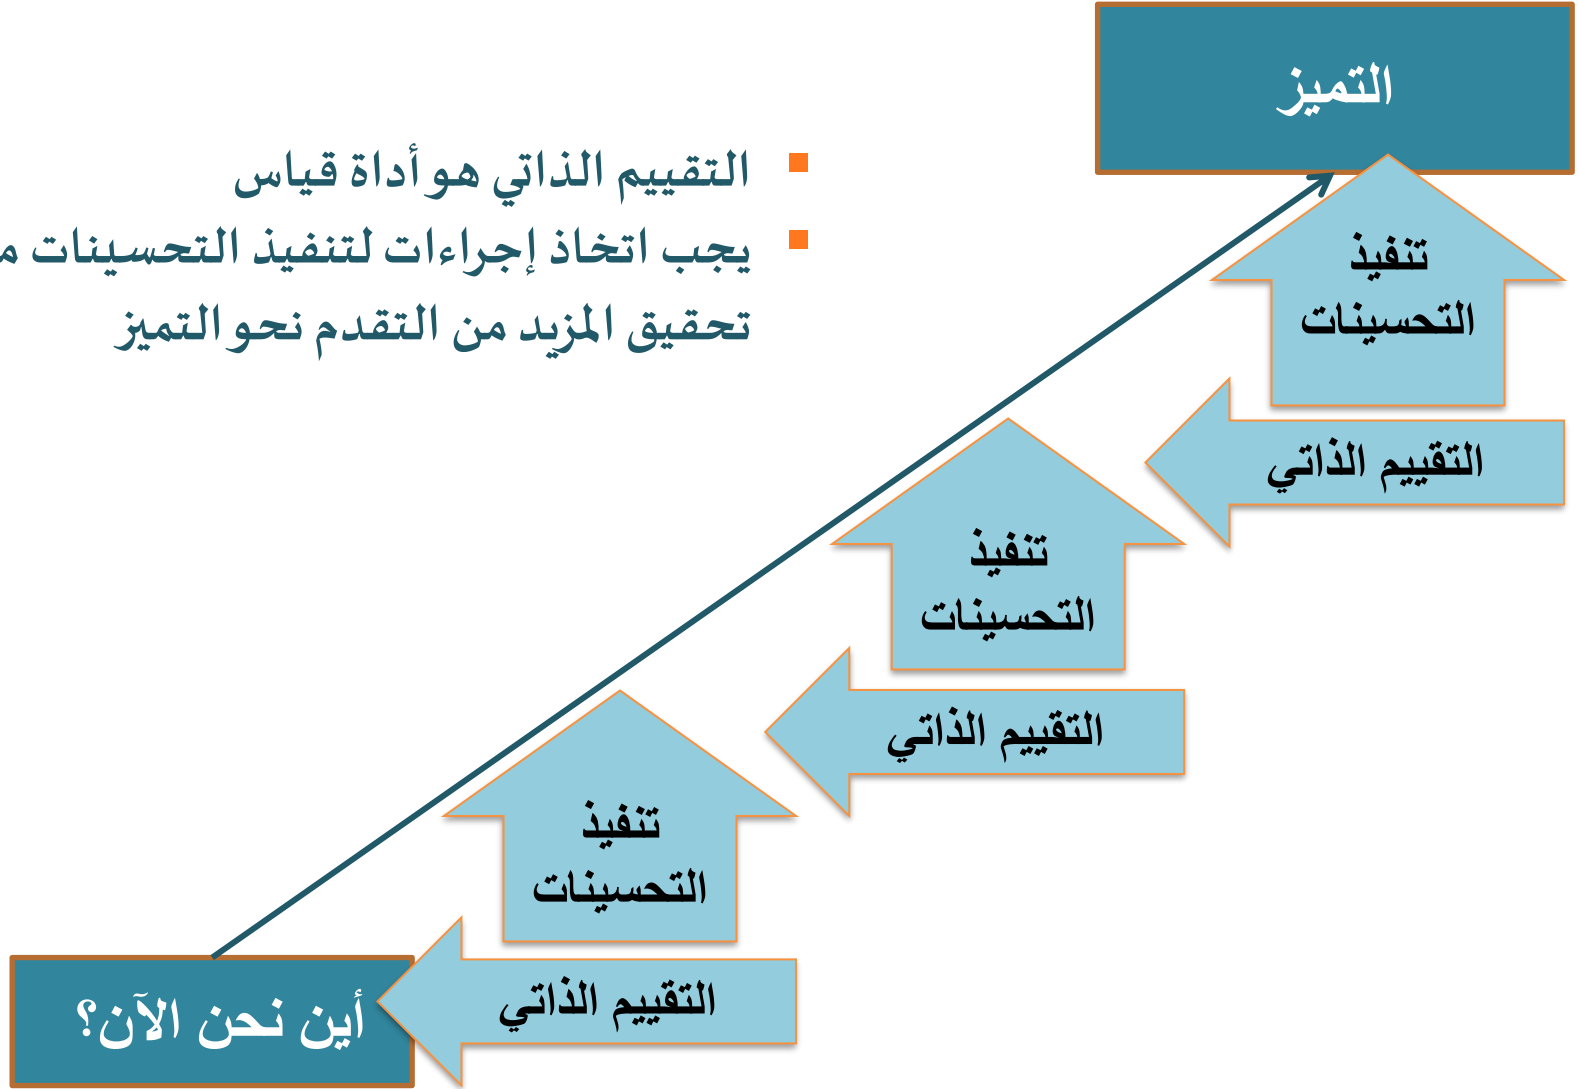 التميز
التقييم الذاتي هو أداة قياس
يجب اتخاذ إجراءات لتنفيذ التحسينات
تحقيق المزيد من التقدم نحو التميز
تنفيذ
التحسينات
التقييم الذاتي
تنفيذ
التحسينات
التقييم الذاتي
تنفيذ
التحسينات
التقييم الذاتي
أين نحن الآن؟